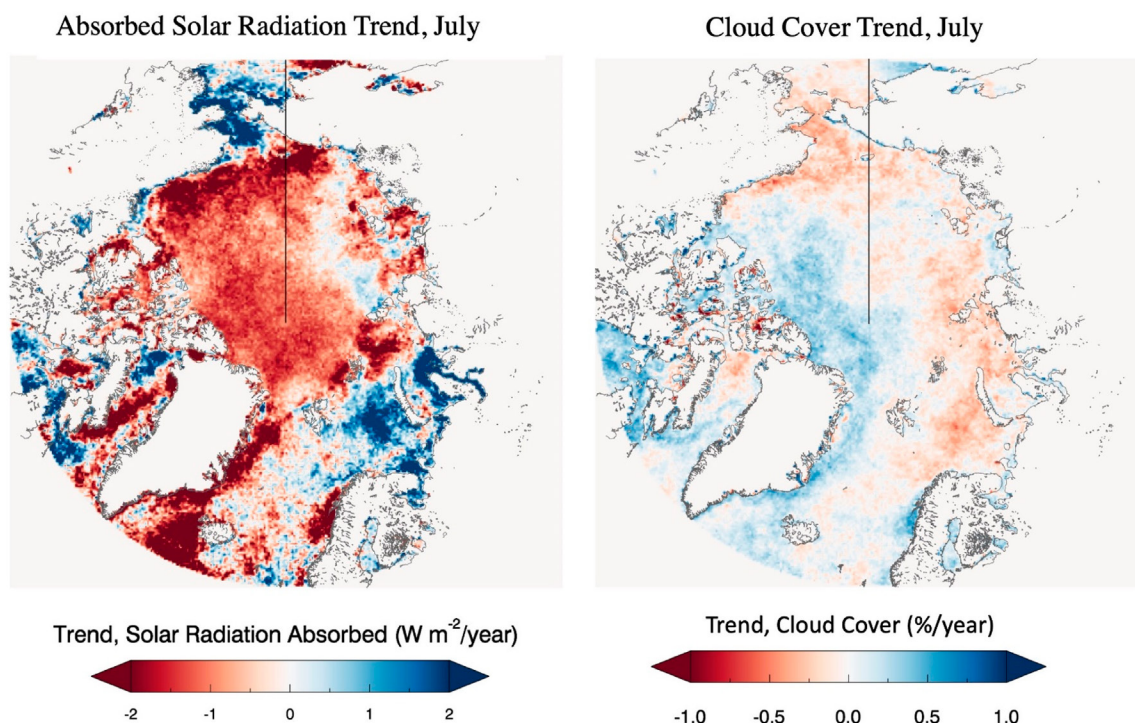 Absorbed Solar Radiation Trend, July
Cloud Cover Trend, July
Trend, Solar Radiation Absorbed (W m⁻²/year)
-2 -1 0 1 2
Trend, Cloud Cover (%/year)
-1.0 -0.5 0.0 0.5 1.0